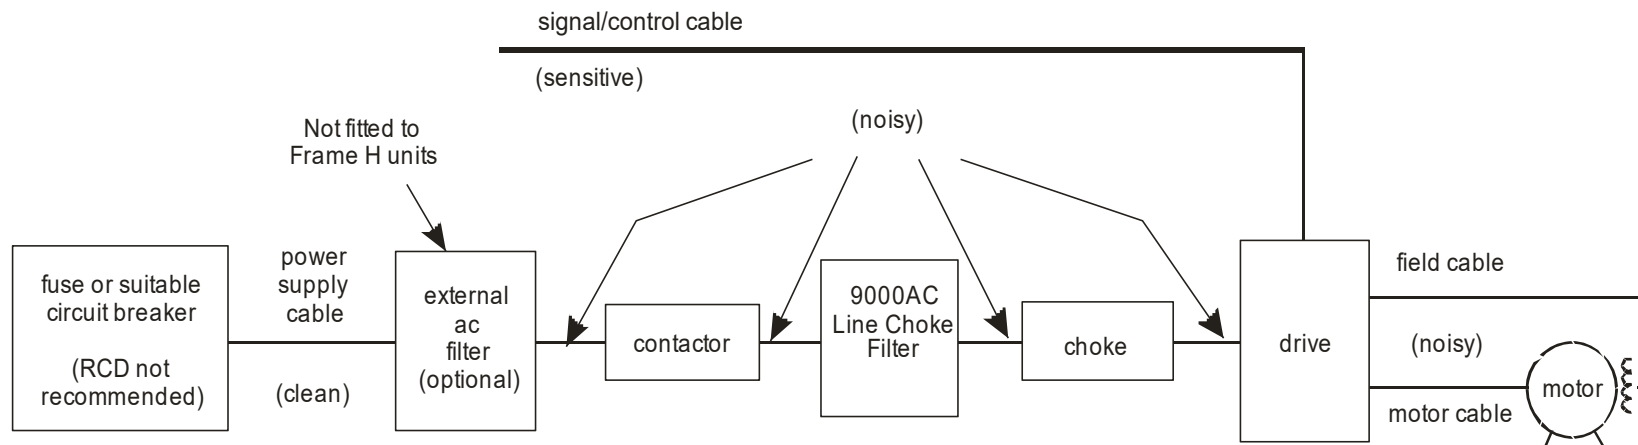 signal/control cable
(sensitive)
(noisy)
Not fitted to
Frame H units
fuse or suitable
circuit breaker
(RCD not
recommended)
power
supply
cable
(clean)
external
ac
filter
(optional)
contactor
9000AC
Line Choke
Filter
choke
drive
field cable
(noisy)
motor cable
motor